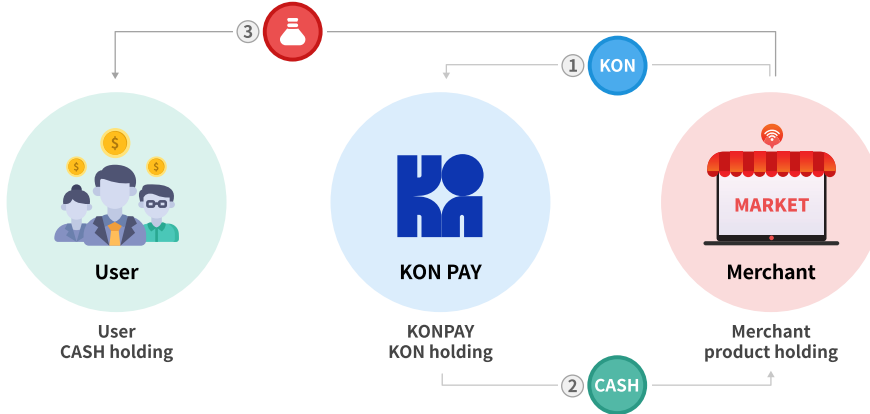 3
1
KON
$
$
$
KON
MARKET
User
KON PAY
Merchant
User
CASH holding
KONPAY
KON holding
Merchant
product holding
2
CASH